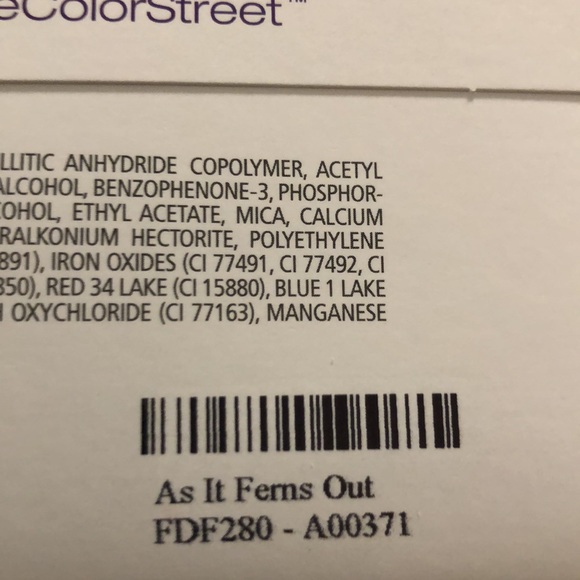 eColorStreet™
LLITIC ANHYDRIDE COPOLYMER, ACETYL
ALCOHOL, BENZOPHENONE-3, PHOSPHOR-
OHOL, ETHYL ACETATE, MICA, CALCIUM
RALKONIUM HECTORITE, POLYETHYLENE
891), IRON OXIDES (CI 77491, CI 77492, CI
850), RED 34 LAKE (CI 15880), BLUE 1 LAKE
H OXYCHLORIDE (CI 77163), MANGANESE
As It Ferns Out
FDF280 - A00371